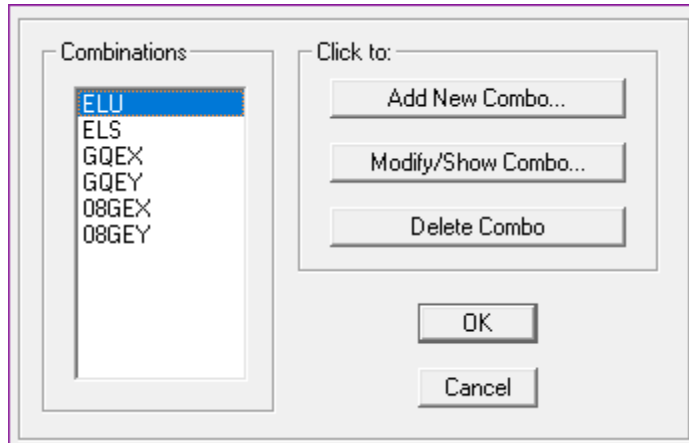 Combinations
ELU
ELS
GQEX
GQEY
08GEX
08GEY
Click to:
Add New Combo...
Modify/Show Combo...
Delete Combo
OK
Cancel